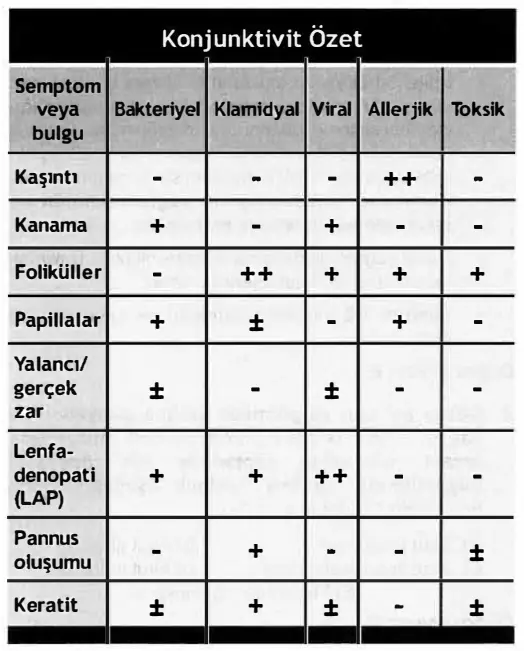 Konjunktivit Özet
Semptom veya bulgu Bakteriyel Klamidyal Viral Allerjik Toksik
Kaşıntı - - - ++ -
Kanama + - + - -
Foliküller - ++ + + +
Papillalar + ± - + -
Yalancı/ gerçek zar ± - ± - -
Lenfa- denopati (LAP) + + ++ - -
Pannus oluşumu - + - - ±
Keratit ± + ± - ±